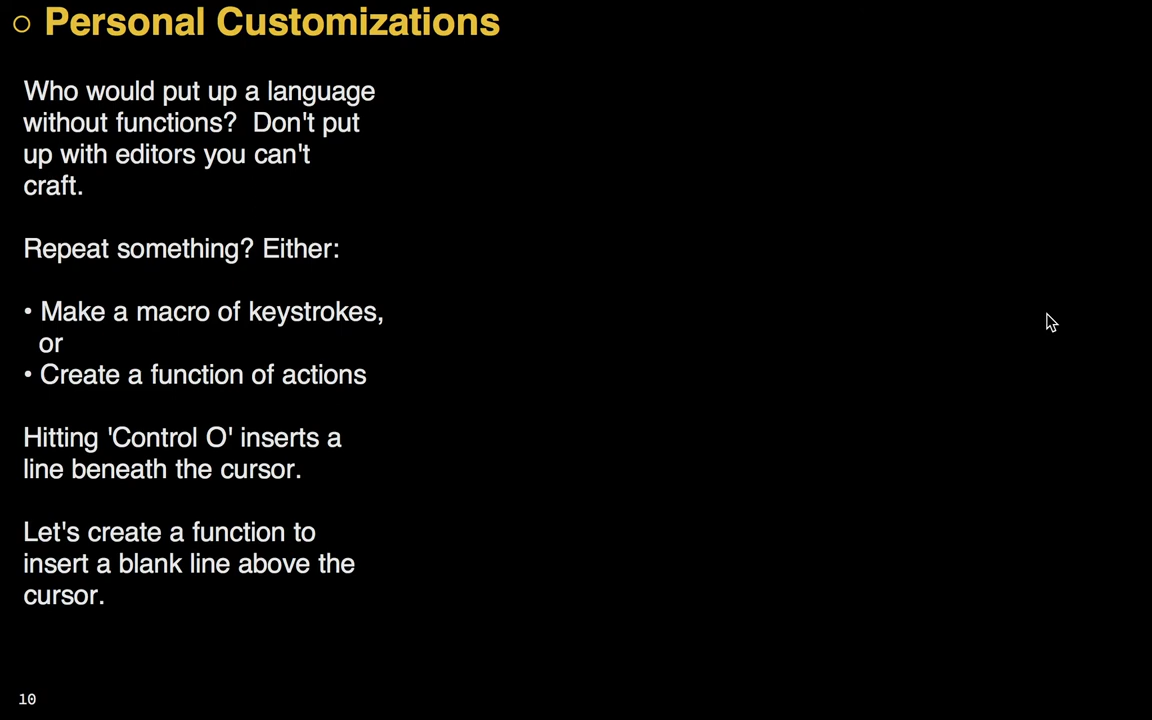 ○ Personal Customizations
Who would put up a language
without functions?  Don't put
up with editors you can't
craft.
Repeat something? Either:
• Make a macro of keystrokes,
or
• Create a function of actions
Hitting 'Control O' inserts a
line beneath the cursor.
Let's create a function to
insert a blank line above the
cursor.
10